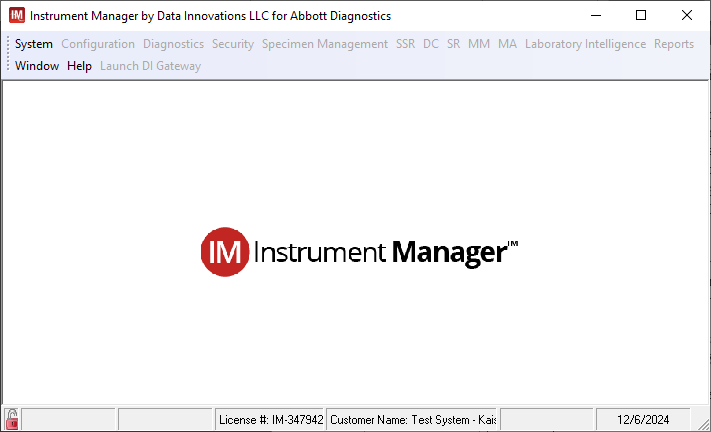 IM Instrument Manager by Data Innovations LLC for Abbott Diagnostics
System Configuration Diagnostics Security Specimen Management SSR DC SR MM MA Laboratory Intelligence Reports
Window Help Launch DI Gateway
IM Instrument Manager™
License #: IM-347942 Customer Name: Test System - Kais 12/6/2024